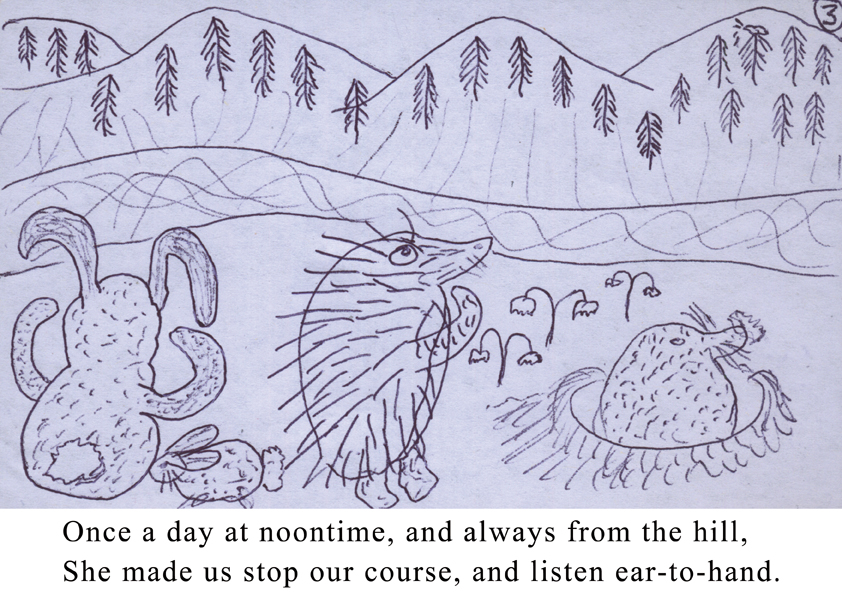 3
Once a day at noontime, and always from the hill,
She made us stop our course, and listen ear-to-hand.